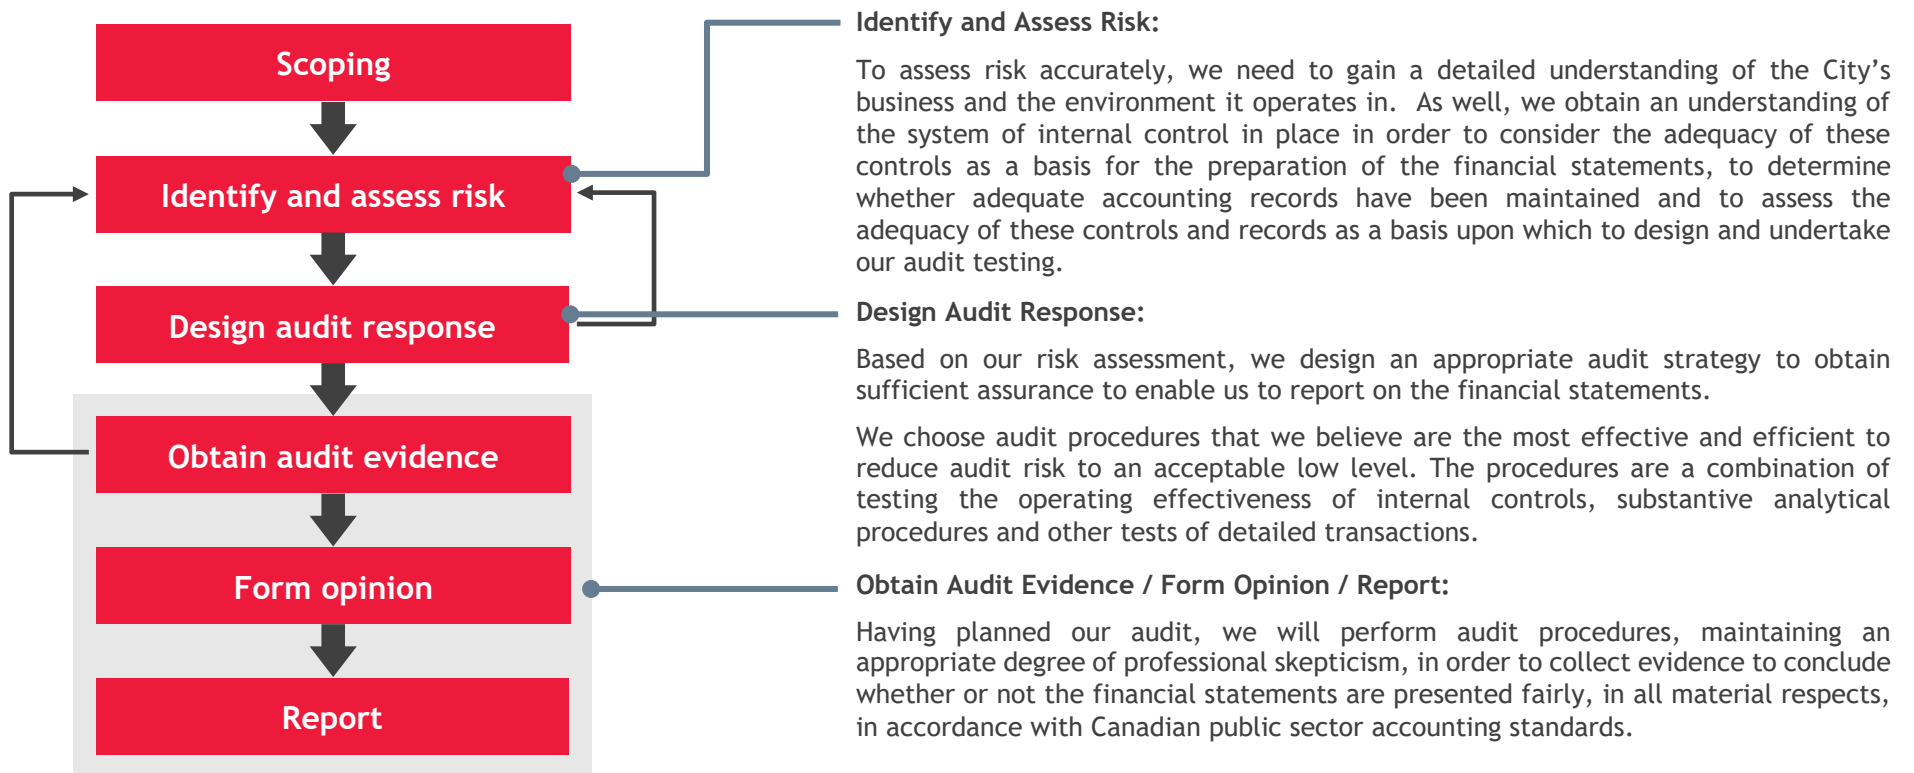 Scoping
Identify and assess risk
Design audit response
Obtain audit evidence
Form opinion
Report
Identify and Assess Risk:
To assess risk accurately, we need to gain a detailed understanding of the City’s
business and the environment it operates in. As well, we obtain an understanding of
the system of internal control in place in order to consider the adequacy of these
controls as a basis for the preparation of the financial statements, to determine
whether adequate accounting records have been maintained and to assess the
adequacy of these controls and records as a basis upon which to design and undertake
our audit testing.
Design Audit Response:
Based on our risk assessment, we design an appropriate audit strategy to obtain
sufficient assurance to enable us to report on the financial statements.
We choose audit procedures that we believe are the most effective and efficient to
reduce audit risk to an acceptable low level. The procedures are a combination of
testing the operating effectiveness of internal controls, substantive analytical
procedures and other tests of detailed transactions.
Obtain Audit Evidence / Form Opinion / Report:
Having planned our audit, we will perform audit procedures, maintaining an
appropriate degree of professional skepticism, in order to collect evidence to conclude
whether or not the financial statements are presented fairly, in all material respects,
in accordance with Canadian public sector accounting standards.